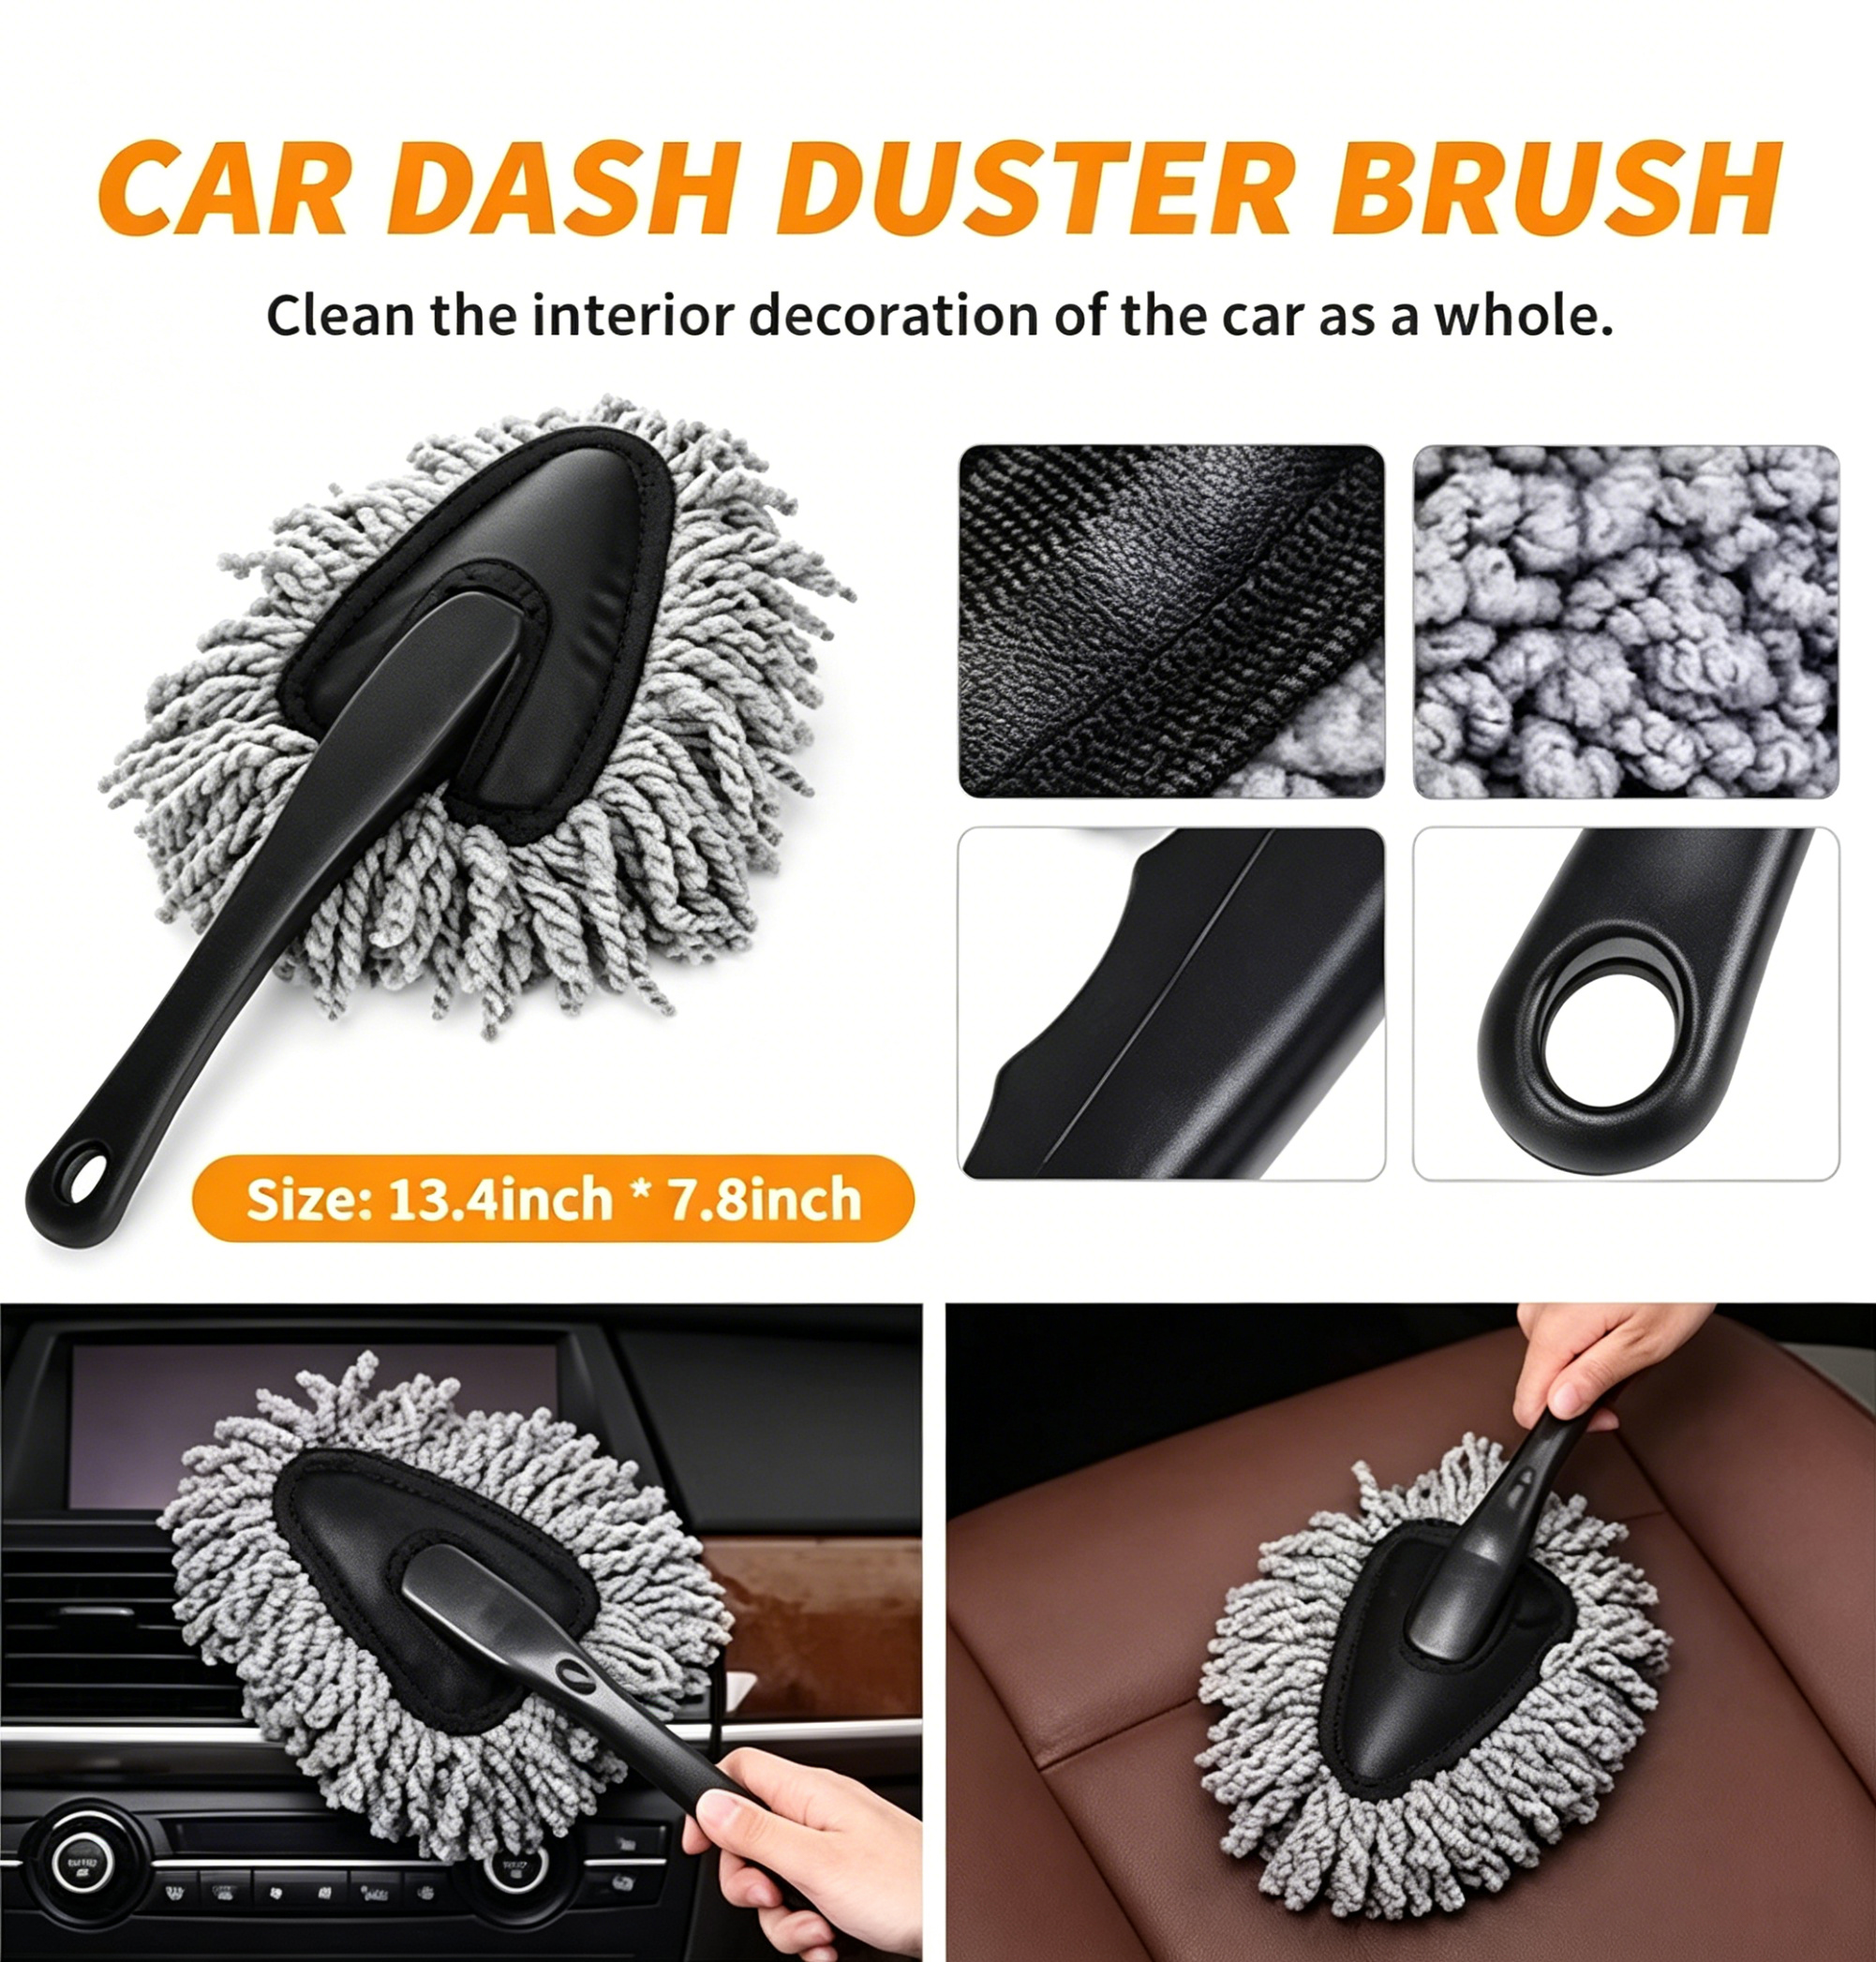 CAR DASH DUSTER BRUSH
Clean the interior decoration of the car as a whole.
Size: 13.4inch * 7.8inch